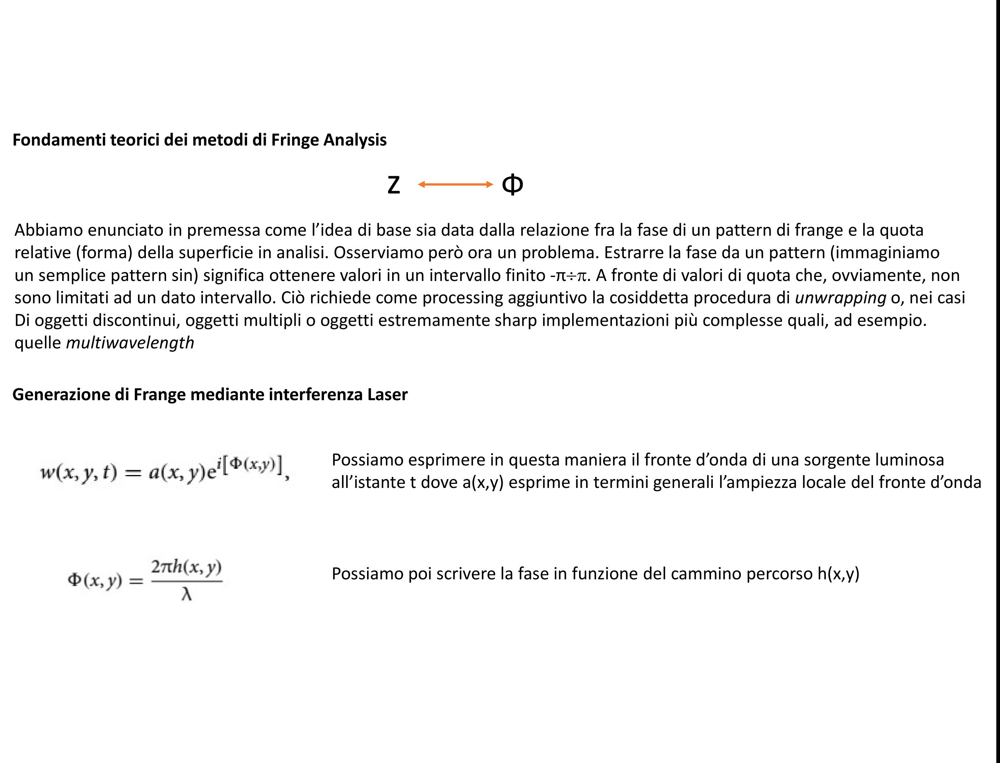 Fondamenti teorici dei metodi di Fringe Analysis
Z ⟷ Φ
Abbiamo enunciato in premessa come l’idea di base sia data dalla relazione fra la fase di un pattern di frange e la quota
relative (forma) della superficie in analisi. Osserviamo però ora un problema. Estrarre la fase da un pattern (immaginiamo
un semplice pattern sin) significa ottenere valori in un intervallo finito -π÷π. A fronte di valori di quota che, ovviamente, non
sono limitati ad un dato intervallo. Ciò richiede come processing aggiuntivo la cosiddetta procedura di unwrapping o, nei casi
Di oggetti discontinui, oggetti multipli o oggetti estremamente sharp implementazioni più complesse quali, ad esempio.
quelle multiwavelength
Generazione di Frange mediante interferenza Laser
w(x, y, t) = a(x, y)e^{i[Φ(x,y)]},
Possiamo esprimere in questa maniera il fronte d’onda di una sorgente luminosa
all’istante t dove a(x,y) esprime in termini generali l’ampiezza locale del fronte d’onda
Φ(x, y) = 2πh(x, y) / λ
Possiamo poi scrivere la fase in funzione del cammino percorso h(x,y)